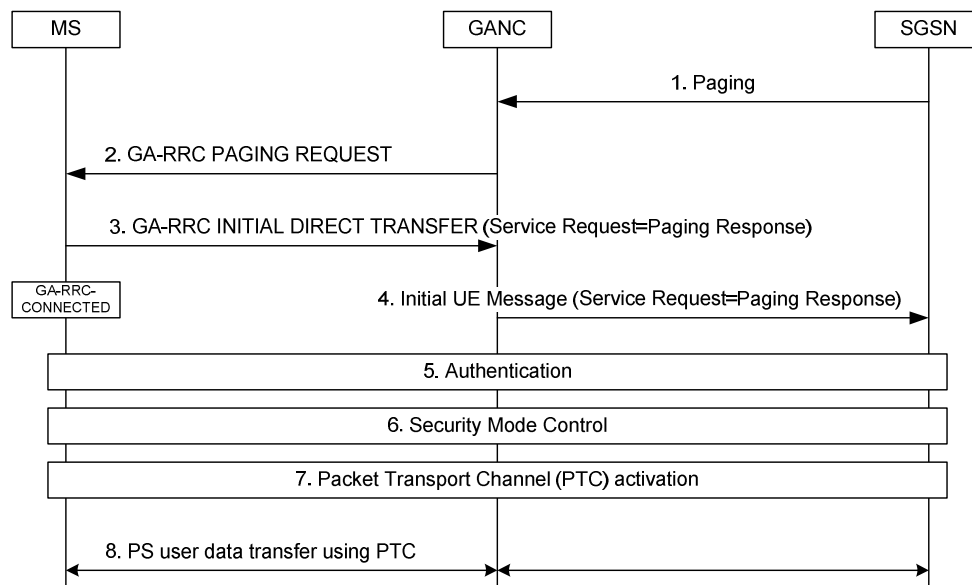 MS
GANC
SGSN
1. Paging
2. GA-RRC PAGING REQUEST
3. GA-RRC INITIAL DIRECT TRANSFER (Service Request=Paging Response)
GA-RRC-
CONNECTED
4. Initial UE Message (Service Request=Paging Response)
5. Authentication
6. Security Mode Control
7. Packet Transport Channel (PTC) activation
8. PS user data transfer using PTC